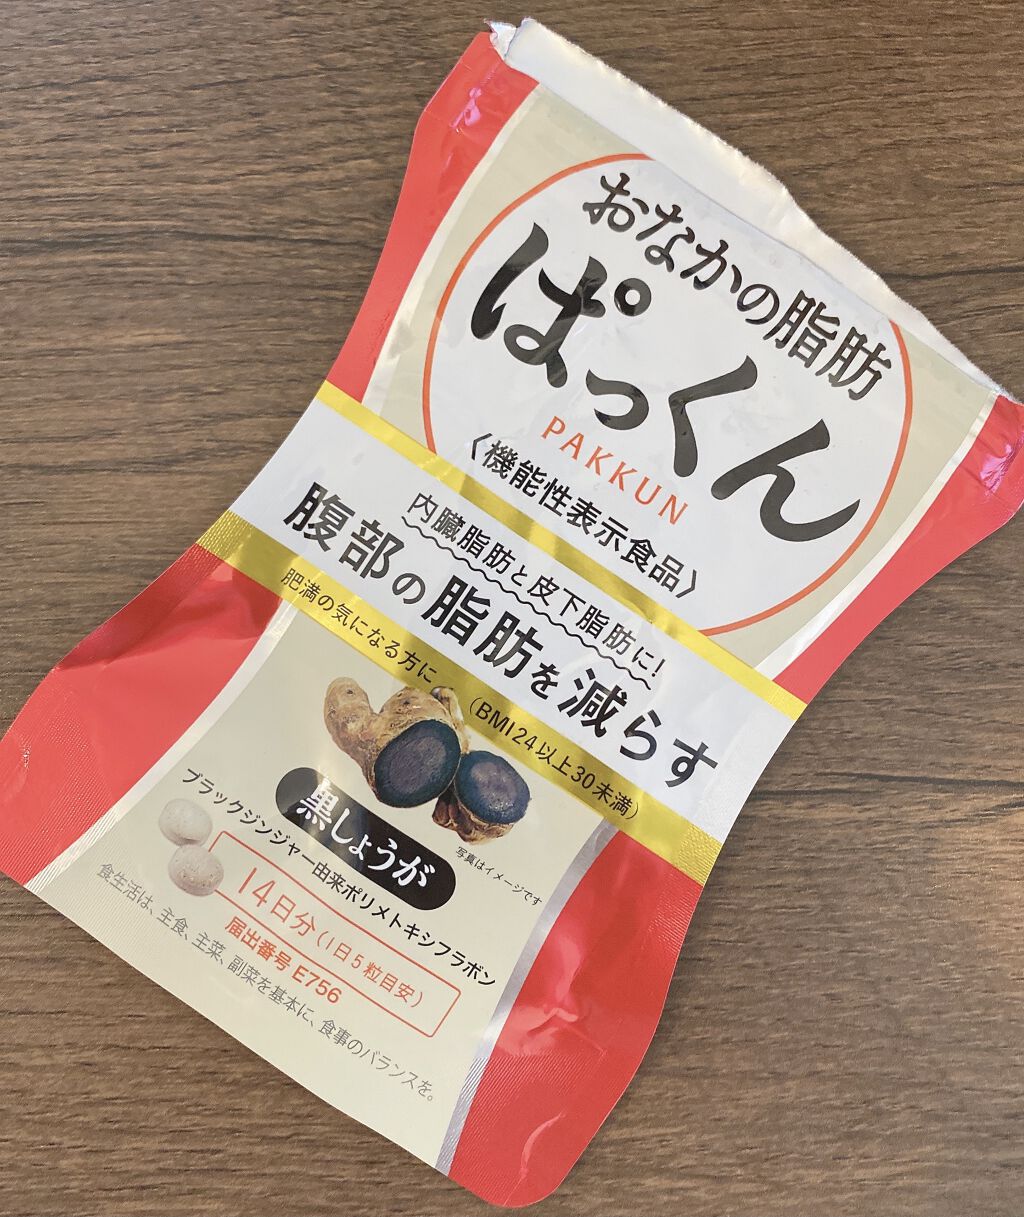 おなかの脂肪
ぱっくん
PAKKUN
〈機能性表示食品〉
内臓脂肪と皮下脂肪に!
腹部の脂肪を減らす
肥満の気になる方に(BMI24以上30未満)
黒しょうが
写真はイメージです
ブラックジンジャー由来ポリメトキシフラボン
14日分(1日5粒目安)
届出番号 E756
食生活は、主食、主菜、副菜を基本に、食事のバランスを。